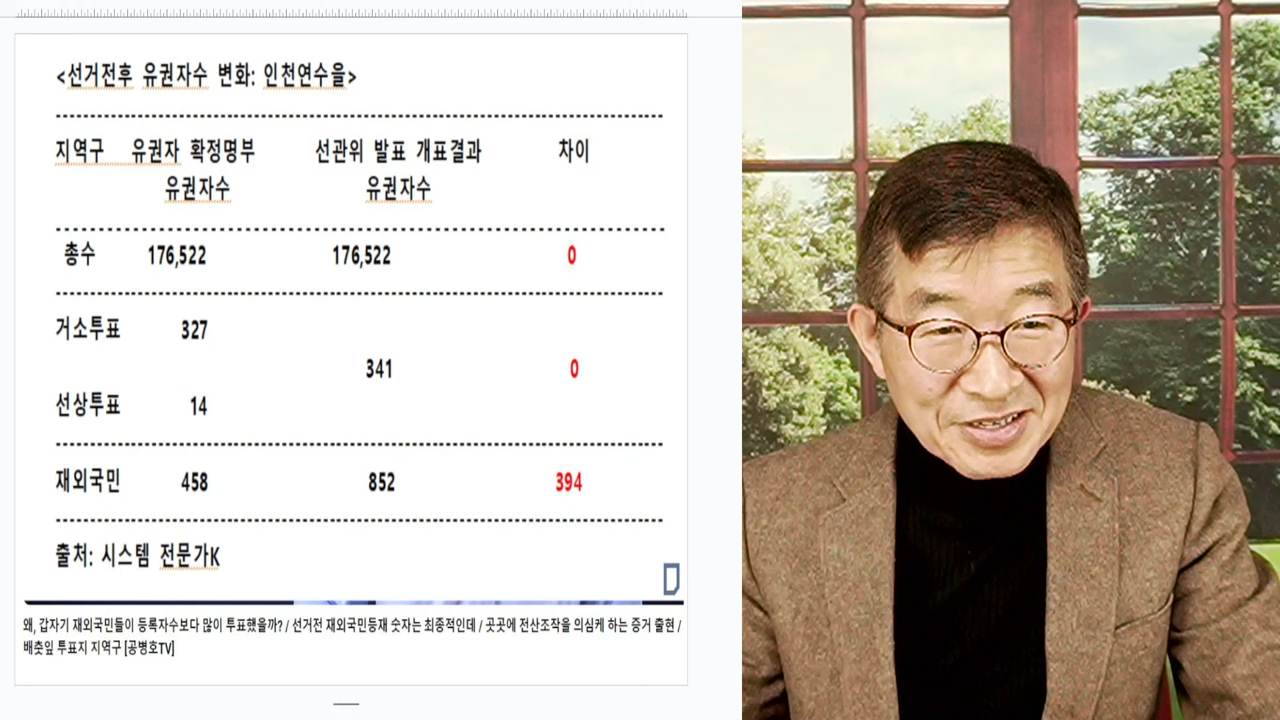 <선거전후 유권자수 변화: 인천연수을>
지역구 유권자 확정명부 선관위 발표 개표결과 차이
유권자수 유권자수
총수 176,522 176,522 0
거소투표 327
341 0
선상투표 14
재외국민 458 852 394
출처: 시스템 전문가K
왜, 갑자기 재외국민들이 등록자수보다 많이 투표했을까? / 선거전 재외국민등재 숫자는 최종적인데 / 곳곳에 전산조작을 의심케 하는 증거 출현 /
배춧잎 투표지 지역구 [공병호TV]